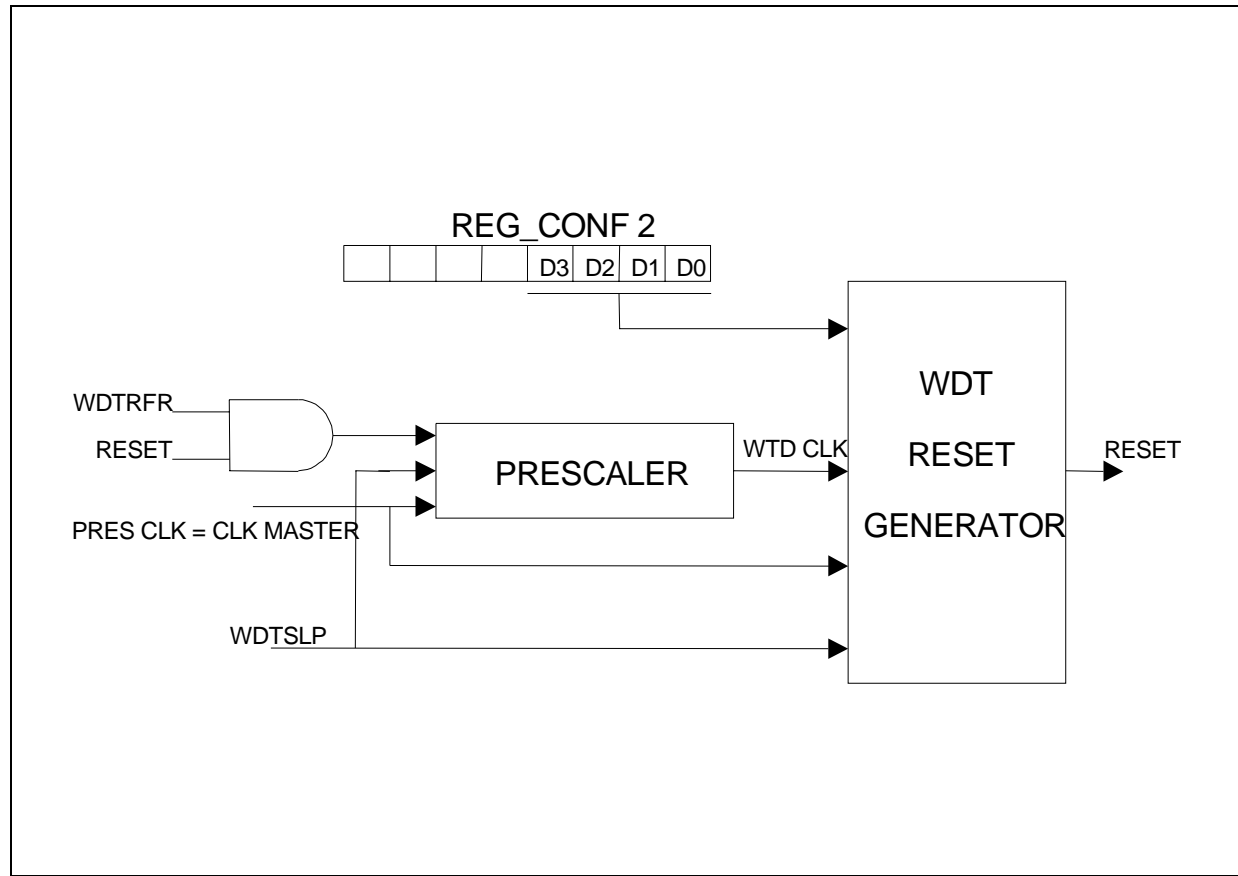 REG_CONF 2
D3 D2 D1 D0
WDTRFR
RESET
PRES CLK = CLK MASTER
WDTSLP
PRESCALER
WTD CLK
WDT
RESET
GENERATOR
RESET